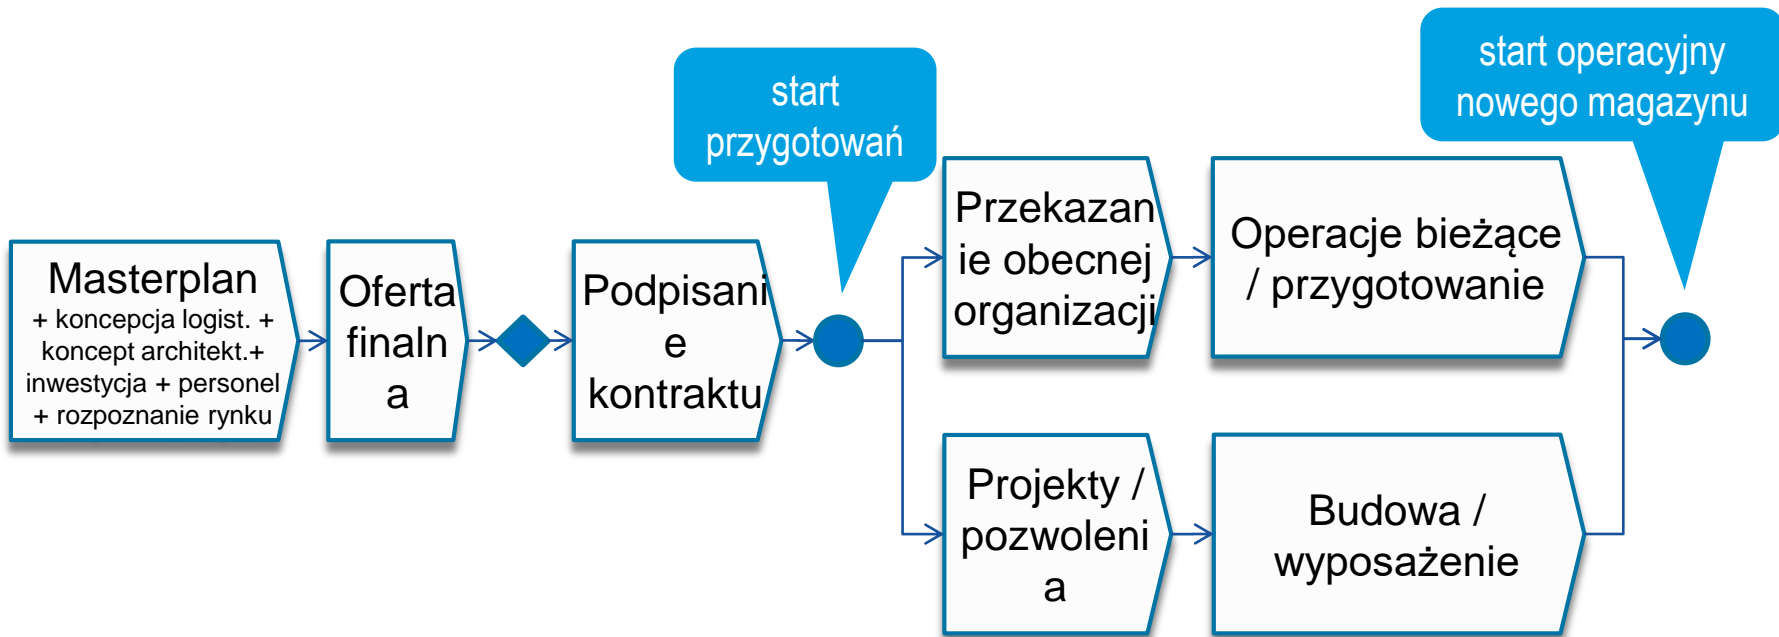 start
przygotowań
start operacyjny
nowego magazynu
Masterplan
+ koncepcja logist. +
koncept architekt.+
inwestycja + personel
+ rozpoznanie rynku
Oferta
finaln
a
Podpisani
e
kontraktu
Przekazan
ie obecnej
organizacji
Operacje bieżące
/ przygotowanie
Projekty /
pozwoleni
a
Budowa /
wyposażenie